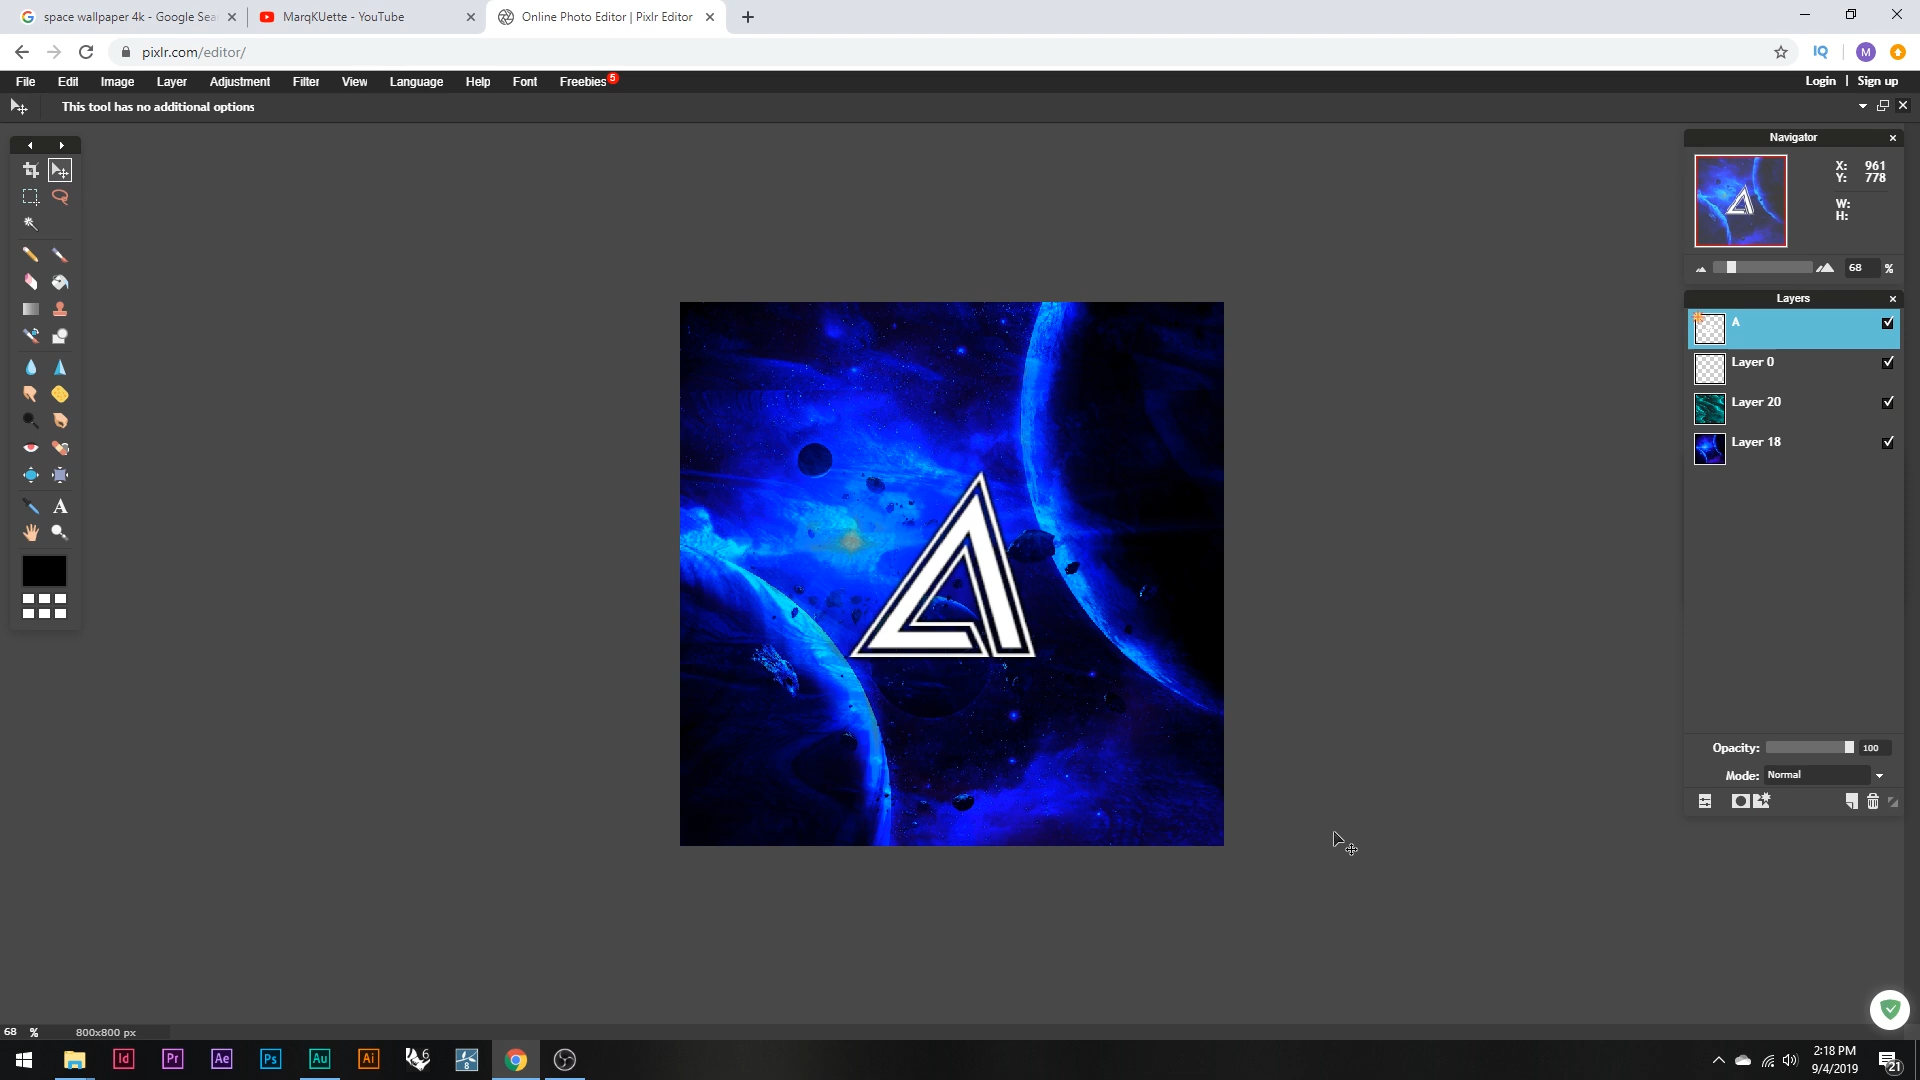 space wallpaper 4k - Google Sea
MarqKUette - YouTube
Online Photo Editor | Pixlr Editor
pixlr.com/editor/
IQ
M
File Edit Image Layer Adjustment Filter View Language Help Font Freebies 5
Login | Sign up
This tool has no additional options
Navigator
X: 961
Y: 778
W:
H:
68 %
Layers
A
Layer 0
Layer 20
Layer 18
Opacity: 100
Mode: Normal
A
68 % 800x800 px
Id Pr Ae Ps Au Ai 6 8
2:18 PM
9/4/2019
21